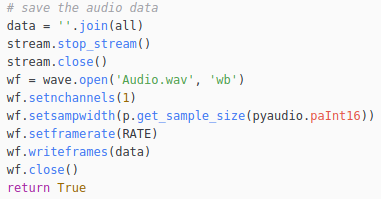 # save the audio data
data = ''.join(all)
stream.stop_stream()
stream.close()
wf = wave.open('Audio.wav', 'wb')
wf.setnchannels(1)
wf.setsampwidth(p.get_sample_size(pyaudio.paInt16))
wf.setframerate(RATE)
wf.writeframes(data)
wf.close()
return True